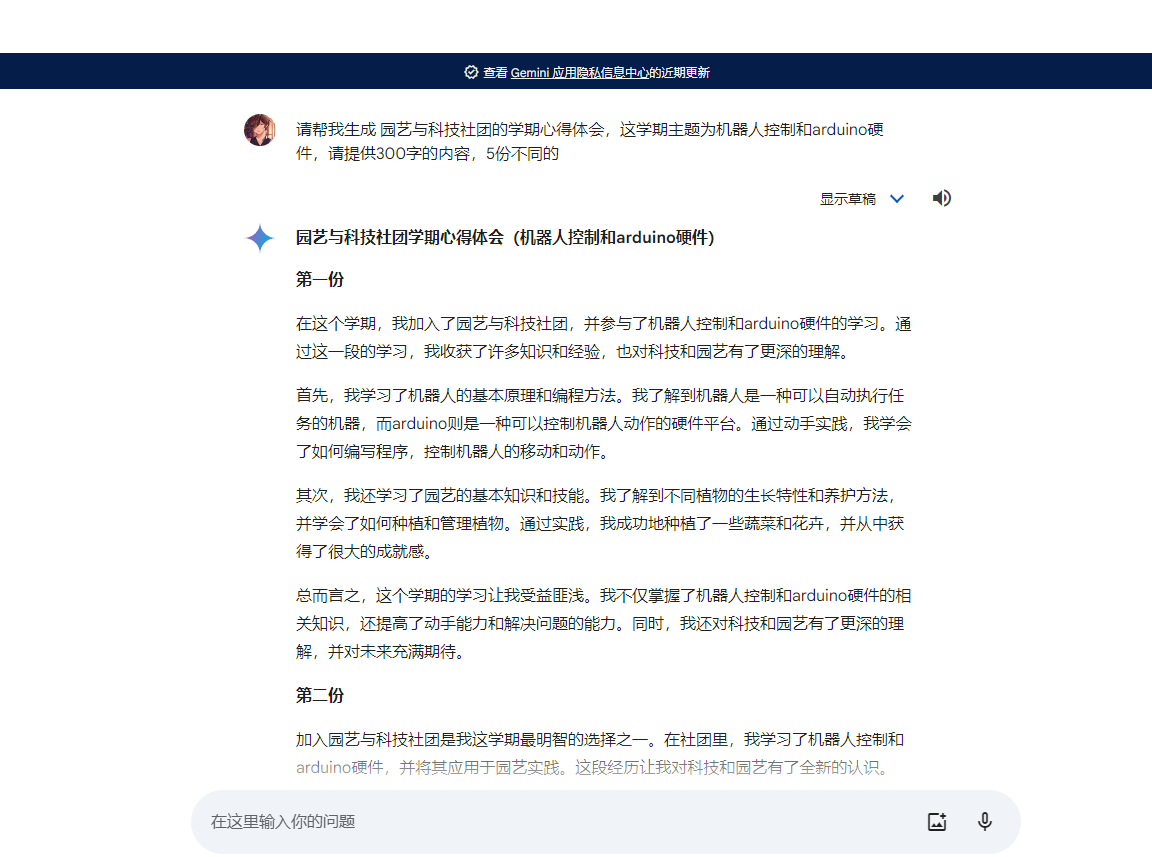 查看 Gemini 应用隐私信息中心的近期更新
请帮我生成 园艺与科技社团的学期心得体会，这学期主题为机器人控制和arduino硬
件，请提供300字的内容，5份不同的
显示草稿
园艺与科技社团学期心得体会（机器人控制和arduino硬件）
第一份
在这个学期，我加入了园艺与科技社团，并参与了机器人控制和arduino硬件的学习。通
过这一段的学习，我收获了许多知识和经验，也对科技和园艺有了更深的理解。
首先，我学习了机器人的基本原理和编程方法。我了解到机器人是一种可以自动执行任
务的机器，而arduino则是一种可以控制机器人动作的硬件平台。通过动手实践，我学会
了如何编写程序，控制机器人的移动和动作。
其次，我还学习了园艺的基本知识和技能。我了解到不同植物的生长特性和养护方法，
并学会了如何种植和管理植物。通过实践，我成功地种植了一些蔬菜和花卉，并从中获
得了很大的成就感。
总而言之，这个学期的学习让我受益匪浅。我不仅掌握了机器人控制和arduino硬件的相
关知识，还提高了动手能力和解决问题的能力。同时，我还对科技和园艺有了更深的理
解，并对未来充满期待。
第二份
加入园艺与科技社团是我这学期最明智的选择之一。在社团里，我学习了机器人控制和
arduino硬件，并将其应用于园艺实践。这段经历让我对科技和园艺有了全新的认识。
在这里输入你的问题